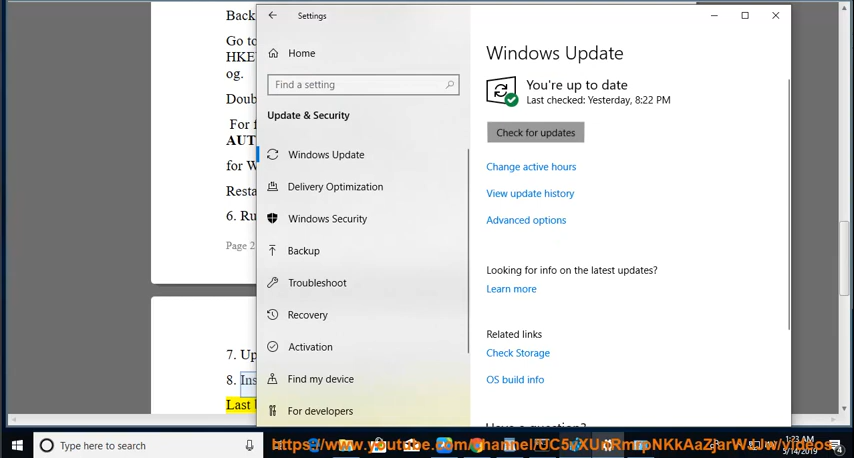 Back
Go to
HKE
og.
Doub
For f
AUT
for W
Resta
6. Ru
Page 2
7. Up
8. Ins
Last b
Settings
Home
Find a setting
Update & Security
Windows Update
Delivery Optimization
Windows Security
Backup
Troubleshoot
Recovery
Activation
Find my device
For developers
Windows Update
You're up to date
Last checked: Yesterday, 8:22 PM
Check for updates
Change active hours
View update history
Advanced options
Looking for info on the latest updates?
Learn more
Related links
Check Storage
OS build info
Have a question?
Type here to search
1:23 AM
3/14/2019
4